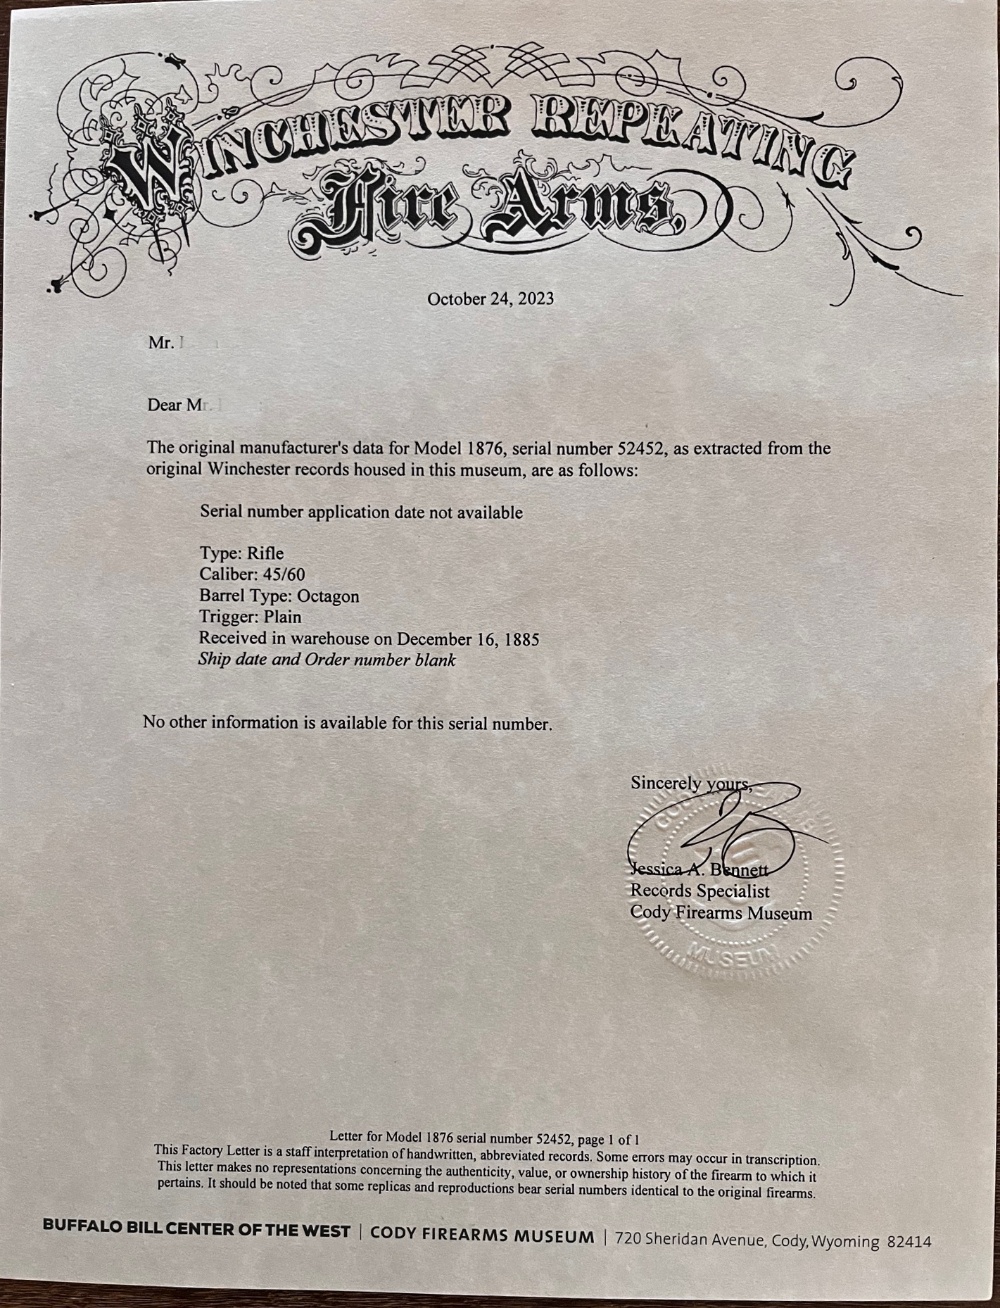 WINCHESTER REPEATING
Fire Arms,
October 24, 2023
Mr.
Dear Mr.
The original manufacturer's data for Model 1876, serial number 52452, as extracted from the
original Winchester records housed in this museum, are as follows:
Serial number application date not available
Type: Rifle
Caliber: 45/60
Barrel Type: Octagon
Trigger: Plain
Received in warehouse on December 16, 1885
Ship date and Order number blank
No other information is available for this serial number.
Sincerely yours,
Jessica A. Bennett
Records Specialist
Cody Firearms Museum
MUSEUM
Letter for Model 1876 serial number 52452, page 1 of 1
This Factory Letter is a staff interpretation of handwritten, abbreviated records. Some errors may occur in transcription.
This letter makes no representations concerning the authenticity, value, or ownership history of the firearm to which it
pertains. It should be noted that some replicas and reproductions bear serial numbers identical to the original firearms.
BUFFALO BILL CENTER OF THE WEST | CODY FIREARMS MUSEUM | 720 Sheridan Avenue, Cody, Wyoming 82414